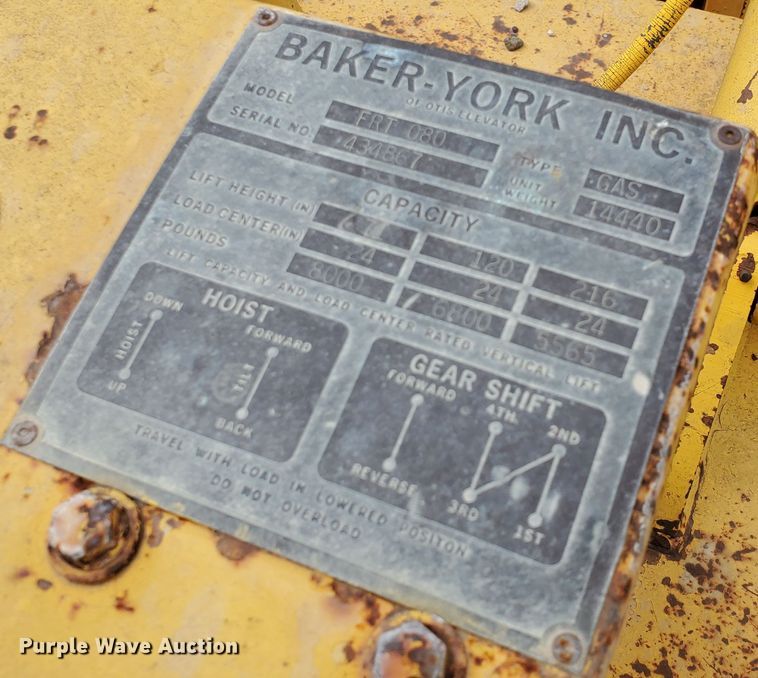 BAKER-YORK INC.
OF OTIS ELEVATOR
MODEL FRT 080 TYPE GAS
SERIAL NO. 434867 UNIT WEIGHT 14440
CAPACITY
LIFT HEIGHT (IN) 120 216
LOAD CENTER (IN) 24 24 24
POUNDS 8000 6800 5565
LIFT CAPACITY AND LOAD CENTER RATED VERTICAL LIFT
HOIST
DOWN FORWARD
HOIST TILT
UP BACK
GEAR SHIFT
FORWARD 4TH. 2ND
REVERSE 3RD 1ST
TRAVEL WITH LOAD IN LOWERED POSITON
DO NOT OVERLOAD
Purple Wave Auction